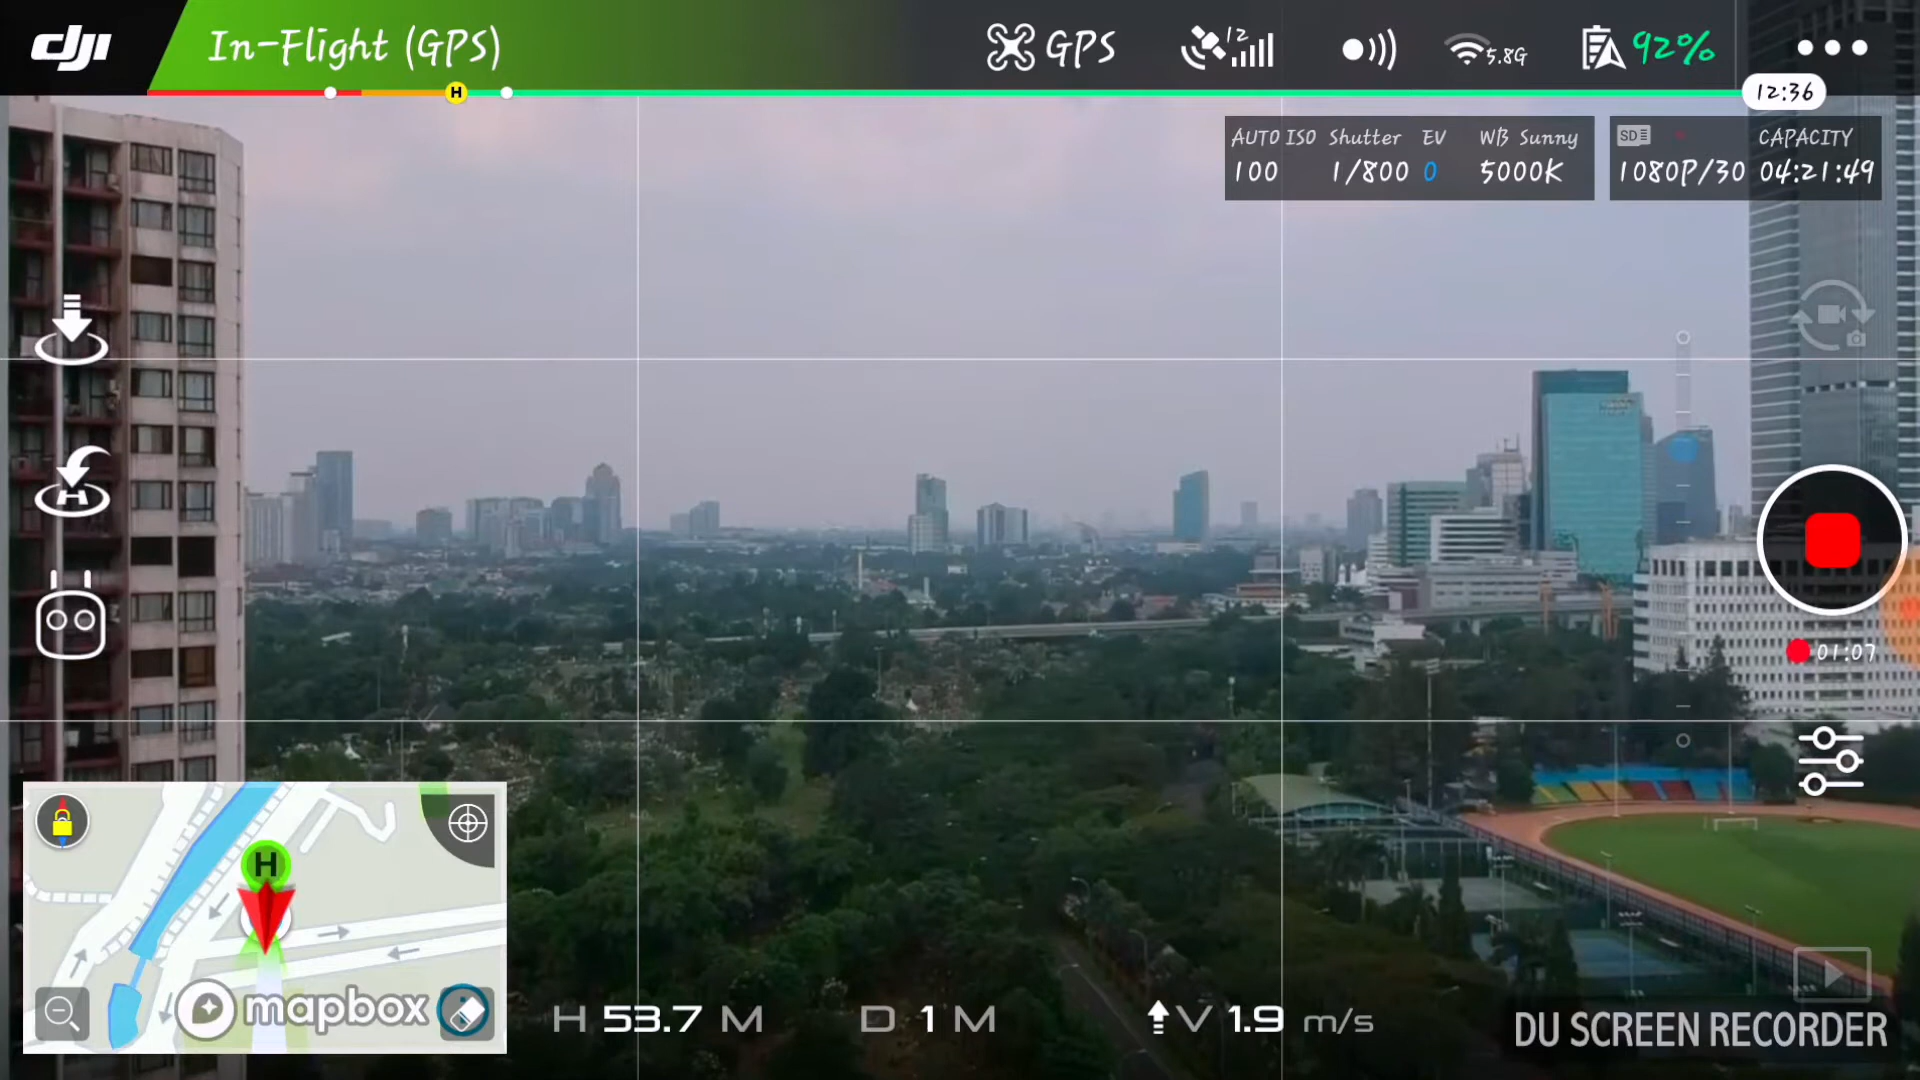 dji In-Flight (GPS) GPS 12 5.8G 92%
H 12:36
AUTO ISO Shutter EV WB Sunny SD CAPACITY
100 1/800 0 5000K 1080P/30 04:21:49
H
01:07
H
mapbox
H 53.7 M D 1 M V 1.9 m/s
DU SCREEN RECORDER